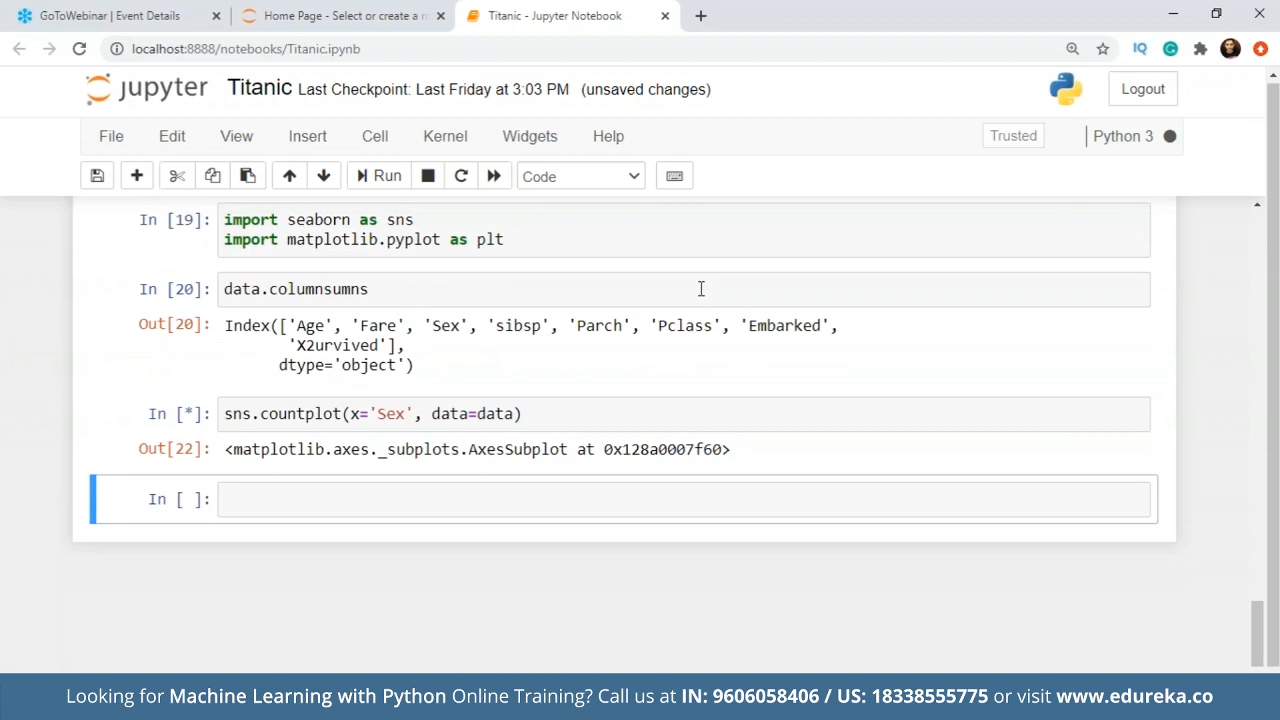 GoToWebinar | Event Details
Home Page - Select or create a n
Titanic - Jupyter Notebook
localhost:8888/notebooks/Titanic.ipynb
IQ
jupyter Titanic Last Checkpoint: Last Friday at 3:03 PM (unsaved changes)
Logout
File Edit View Insert Cell Kernel Widgets Help
Trusted
Python 3
Run
Code
In [19]: import seaborn as sns
import matplotlib.pyplot as plt
In [20]: data.columnsumns
Out[20]: Index(['Age', 'Fare', 'Sex', 'sibsp', 'Parch', 'Pclass', 'Embarked',
'X2urvived'],
dtype='object')
In [*]: sns.countplot(x='Sex', data=data)
Out[22]: <matplotlib.axes._subplots.AxesSubplot at 0x128a0007f60>
In [ ]:
Looking for Machine Learning with Python Online Training? Call us at IN: 9606058406 / US: 18338555775 or visit www.edureka.co